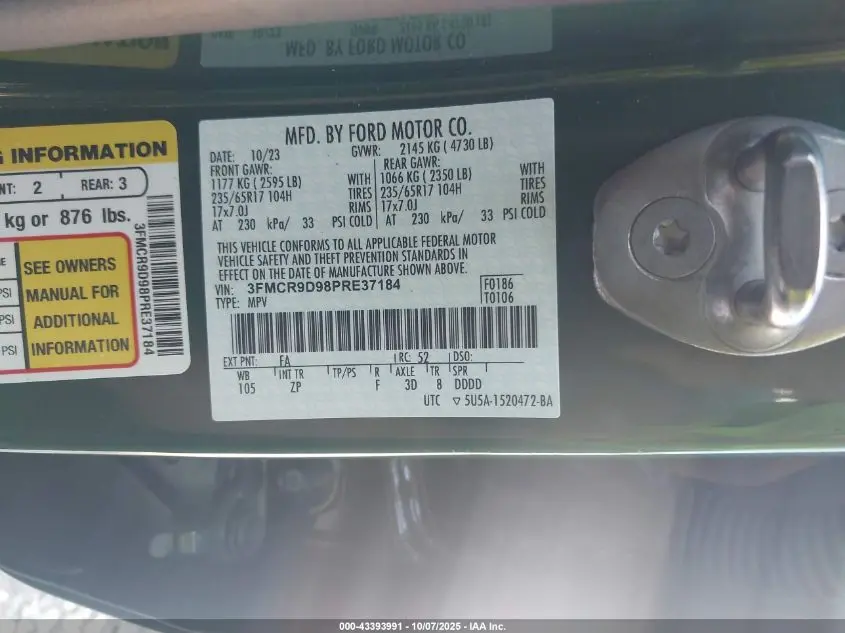 MFD. BY FORD MOTOR CO.
G INFORMATION
NT: 2 REAR: 3
kg or 876 lbs.
SEE OWNERS
PSI MANUAL FOR
PSI ADDITIONAL
PSI INFORMATION
3FMCR9D98PRE37184
MFD. BY FORD MOTOR CO.
DATE: 10/23 GVWR: 2145 KG ( 4730 LB)
FRONT GAWR: REAR GAWR:
1177 KG ( 2595 LB) WITH 1066 KG ( 2350 LB) WITH
235/65R17 104H TIRES 235/65R17 104H TIRES
17x7.0J RIMS 17x7.0J RIMS
AT 230 kPa/ 33 PSI COLD AT 230 kPa/ 33 PSI COLD
THIS VEHICLE CONFORMS TO ALL APPLICABLE FEDERAL MOTOR
VEHICLE SAFETY AND THEFT PREVENTION STANDARDS IN
EFFECT ON THE DATE OF MANUFACTURE SHOWN ABOVE.
VIN: 3FMCR9D98PRE37184 F0186
TYPE: MPV T0106
EXT PNT: FA RC: 52 DSO:
WB INT TR TP/PS R AXLE TR SPR
105 ZP F 3D 8 DDDD
UTC ▽ 5U5A-1520472-BA
000-43393991 | 10/07/2025 - IAA Inc.